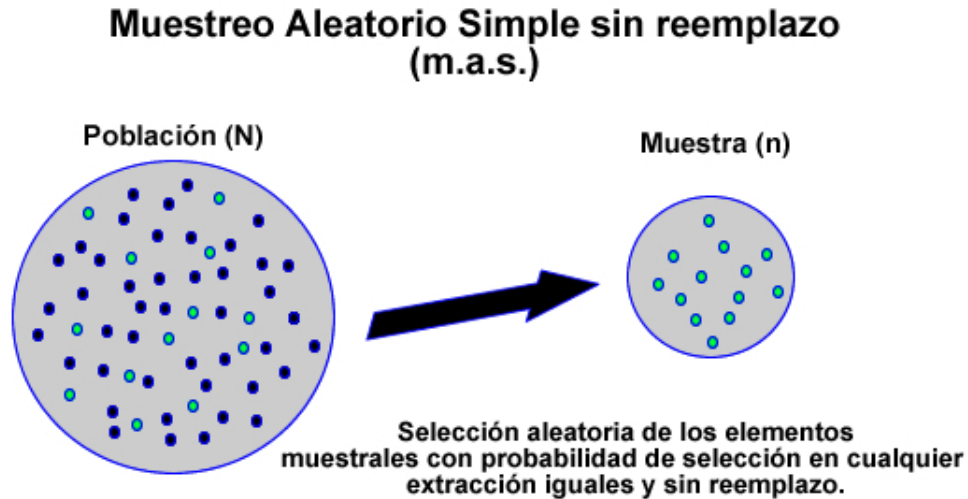 Muestreo Aleatorio Simple sin reemplazo
(m.a.s.)
Población (N)
Muestra (n)
Selección aleatoria de los elementos
muestrales con probabilidad de selección en cualquier
extracción iguales y sin reemplazo.